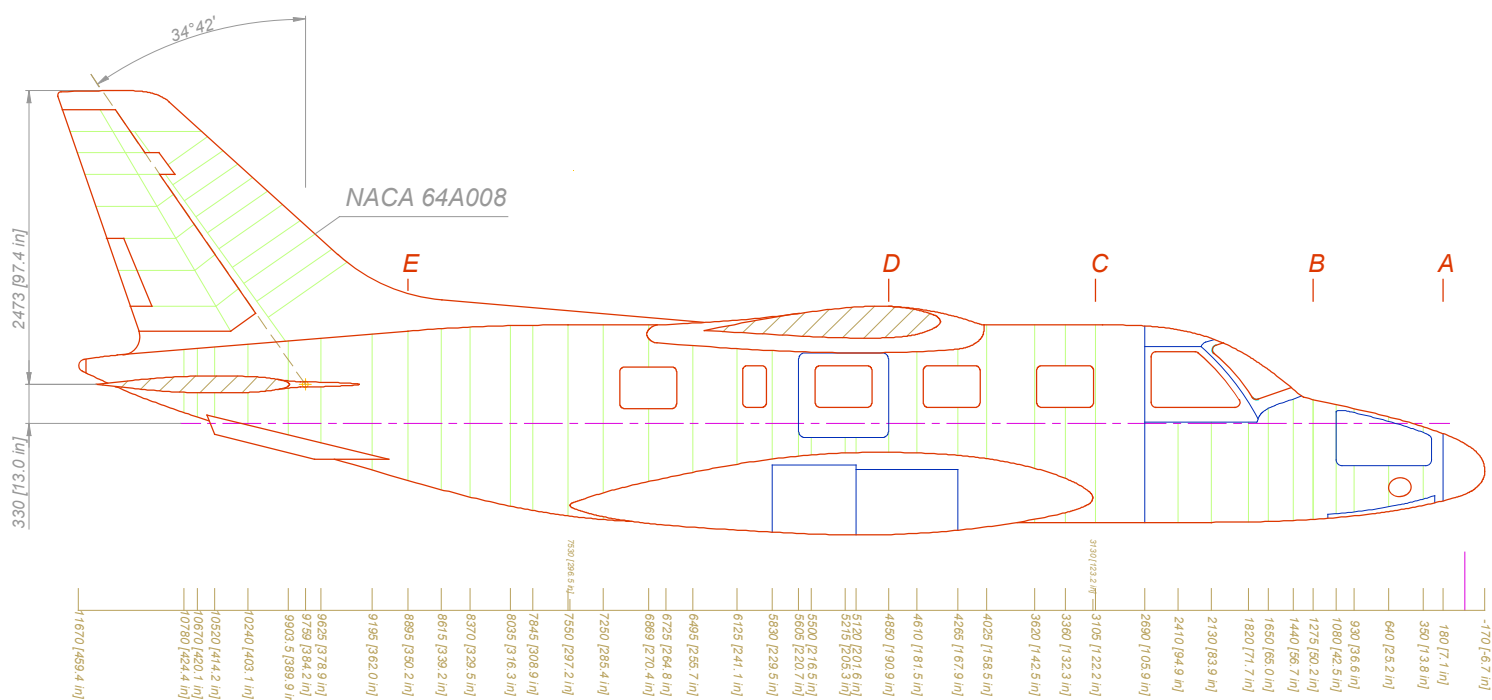 34°42'
NACA 64A008
2473 [97.4 in]
330 [13.0 in]
E
D
C
B
A
7530 [296.5 in]
3130 [123.2 in]
11670 [459.4 in]
10780 [424.4 in]
10670 [420.1 in]
10520 [414.2 in]
10240 [403.1 in]
9903.5 [389.9 in]
9759 [384.2 in]
9625 [378.9 in]
9195 [362.0 in]
8895 [350.2 in]
8615 [339.2 in]
8370 [329.5 in]
8035 [316.3 in]
7845 [308.9 in]
7550 [297.2 in]
7250 [285.4 in]
6869 [270.4 in]
6725 [264.8 in]
6495 [255.7 in]
6125 [241.1 in]
5830 [229.5 in]
5605 [220.7 in]
5500 [216.5 in]
5215 [205.3 in]
5120 [201.6 in]
4850 [190.9 in]
4610 [181.5 in]
4265 [167.9 in]
4025 [158.5 in]
3620 [142.5 in]
3360 [132.3 in]
3105 [122.2 in]
2690 [105.9 in]
2410 [94.9 in]
2130 [83.9 in]
1820 [71.7 in]
1650 [65.0 in]
1440 [56.7 in]
1275 [50.2 in]
1080 [42.5 in]
930 [36.6 in]
640 [25.2 in]
350 [13.8 in]
180 [7.1 in]
-170 [-6.7 in]